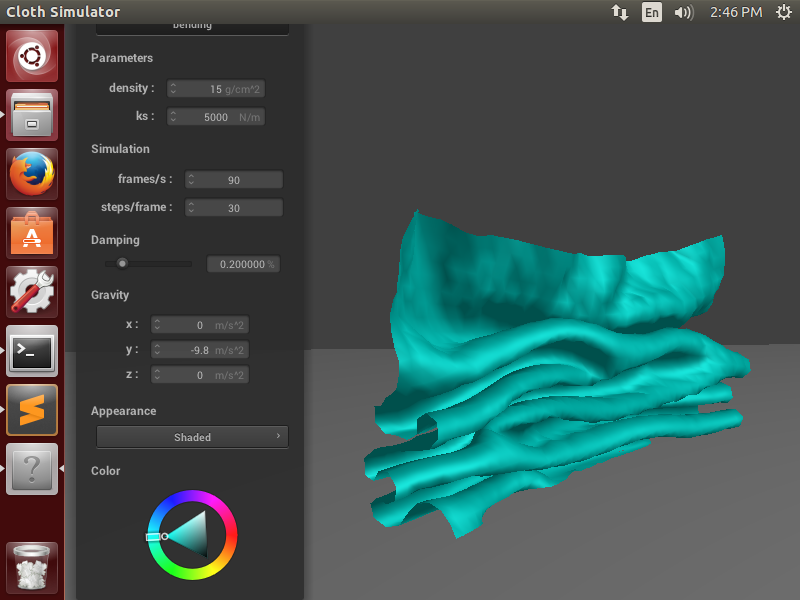 Cloth Simulator
En
2:46 PM
bending
Parameters
density : 15 g/cm^2
ks : 5000 N/m
Simulation
frames/s : 90
steps/frame : 30
Damping
0.200000 %
Gravity
x : 0 m/s^2
y : -9.8 m/s^2
z : 0 m/s^2
Appearance
Shaded
Color